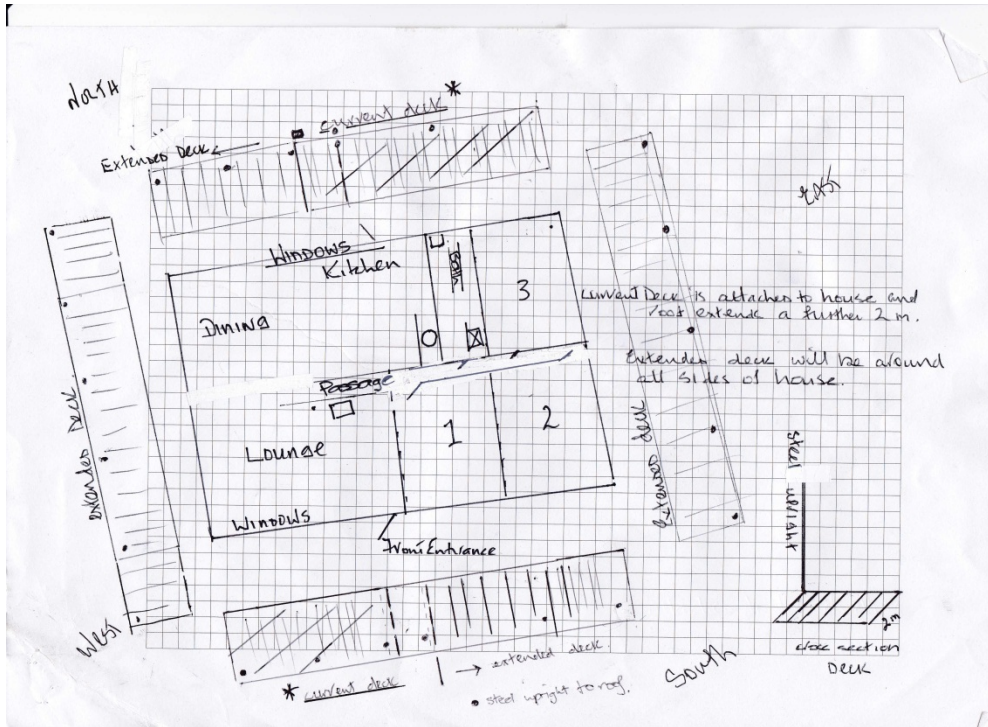 NORTH
current deck *
Extended Deck
EAST
WINDOWS
Kitchen
Bath
3
DINING
Current Deck is attached to house and
roof extends a further 2 m.
Extended deck will be around
all sides of house.
Passage
1
2
Lounge
extended Deck
extended deck
steel upright
WINDOWS
Front Entrance
2m
WEST
→ extended deck.
South
section
DECK
* current deck
• steel upright to roof.